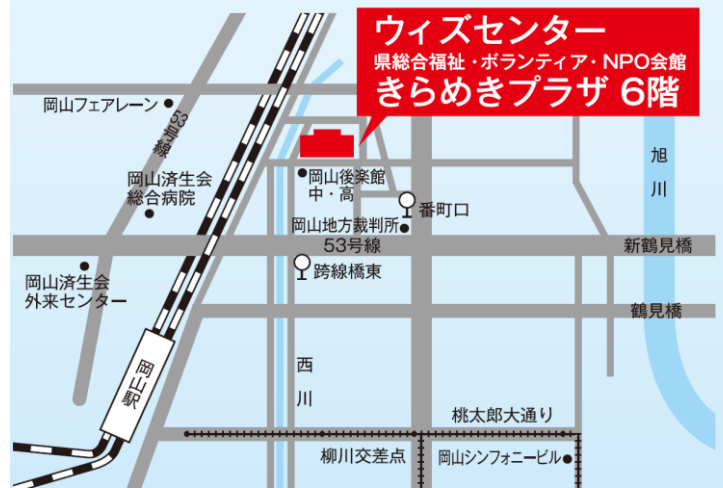 ウィズセンター
県総合福祉・ボランティア・NPO会館
きらめきプラザ 6階
岡山フェアレーン
53号線
旭川
岡山済生会
総合病院
岡山後楽館
中・高
番町口
岡山地方裁判所
53号線
新鶴見橋
跨線橋東
岡山済生会
外来センター
鶴見橋
岡山駅
西川
桃太郎大通り
柳川交差点
岡山シンフォニービル